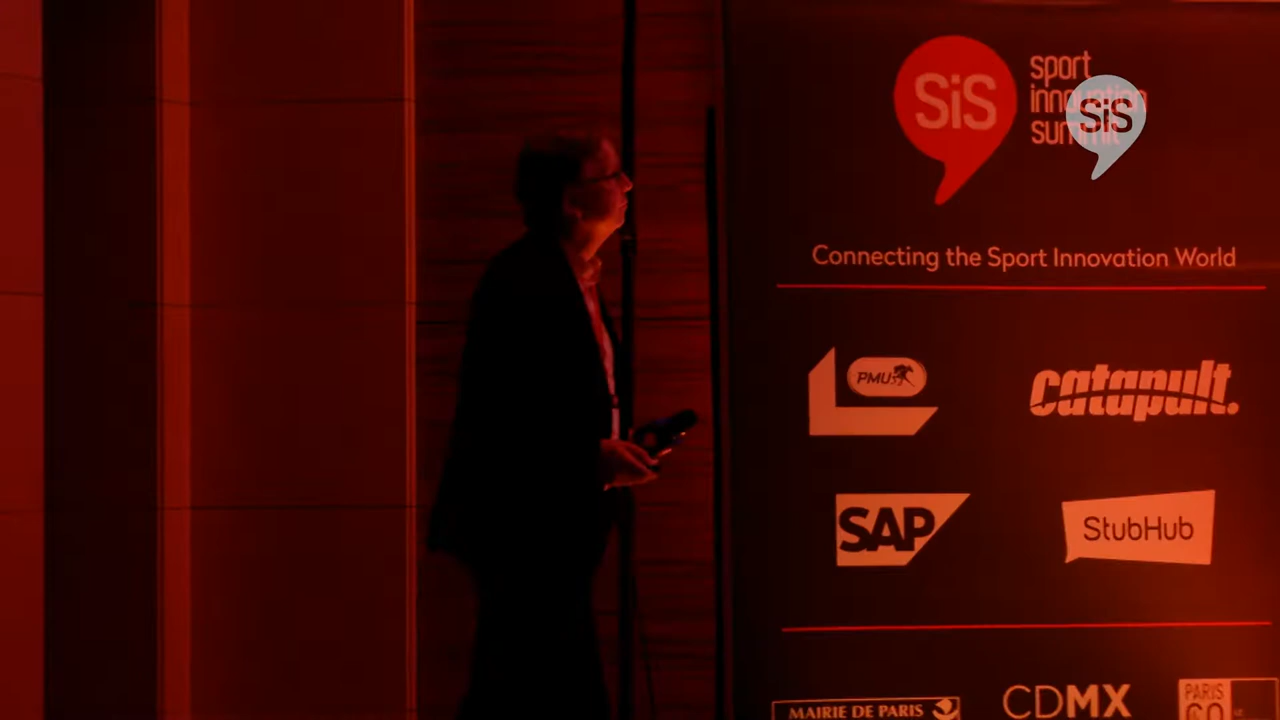 SiS
sport
innovation
summit
SiS
Connecting the Sport Innovation World
PMU
catapult.
SAP
StubHub
MAIRIE DE PARIS
CDMX
PARIS
CO